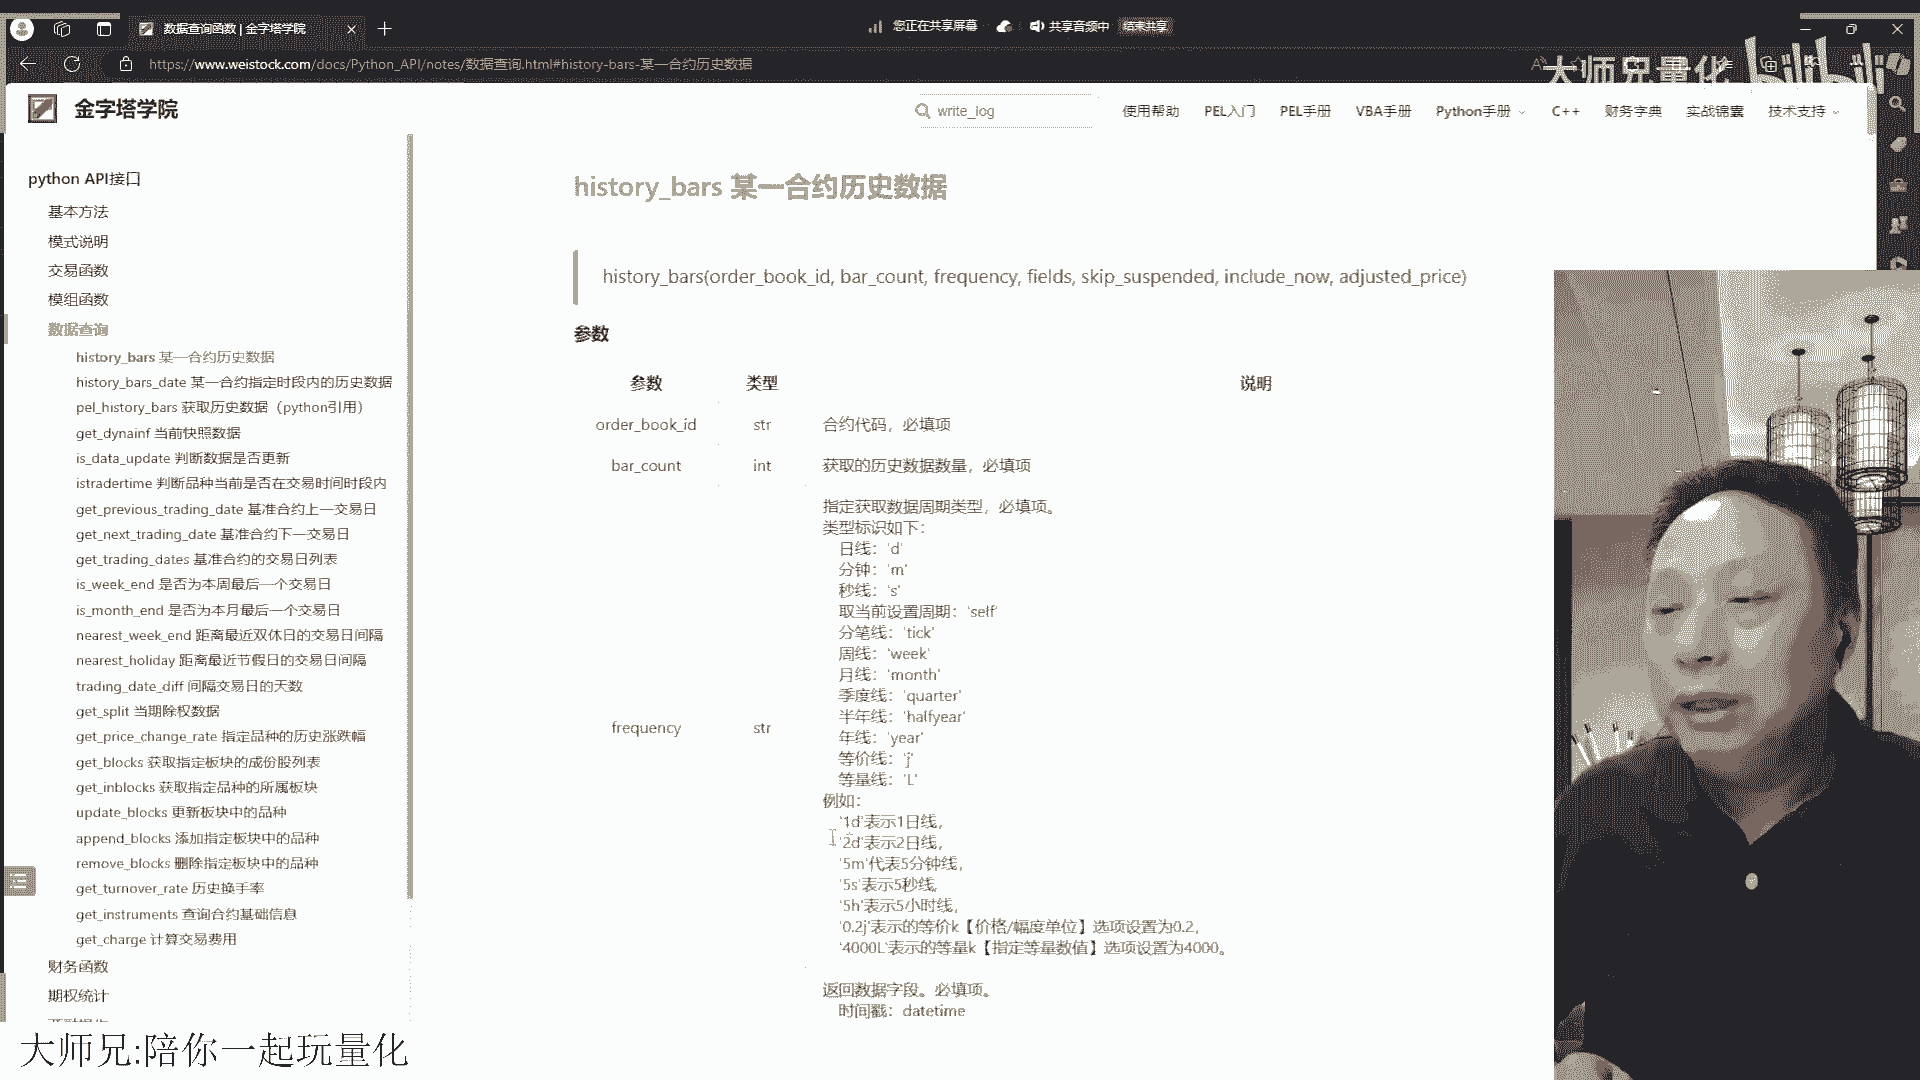 数据查询函数 | 金字塔学院
您正在共享屏幕
共享音频中
结束共享
https://www.weistock.com/docs/Python_API/notes/数据查询.html#history-bars-某一合约历史数据
大师兄量化
bilibili
金字塔学院
write_log
使用帮助
PEL入门
PEL手册
VBA手册
Python手册
C++
财务字典
实战锦囊
技术支持
python API接口
基本方法
模式说明
交易函数
模组函数
数据查询
history_bars 某一合约历史数据
history_bars_date 某一合约指定时段内的历史数据
pel_history_bars 获取历史数据（python引用）
get_dynainf 当前快照数据
is_data_update 判断数据是否更新
istradertime 判断品种当前是否在交易时间时段内
get_previous_trading_date 基准合约上一交易日
get_next_trading_date 基准合约下一交易日
get_trading_dates 基准合约的交易日列表
is_week_end 是否为本周最后一个交易日
is_month_end 是否为本月最后一个交易日
nearest_week_end 距离最近双休日的交易日间隔
nearest_holiday 距离最近节假日的交易日间隔
trading_date_diff 间隔交易日的天数
get_split 当期除权数据
get_price_change_rate 指定品种的历史涨跌幅
get_blocks 获取指定板块的成份股列表
get_inblocks 获取指定品种的所属板块
update_blocks 更新板块中的品种
append_blocks 添加指定板块中的品种
remove_blocks 删除指定板块中的品种
get_turnover_rate 历史换手率
get_instruments 查询合约基础信息
get_charge 计算交易费用
财务函数
期权统计
history_bars 某一合约历史数据
history_bars(order_book_id, bar_count, frequency, fields, skip_suspended, include_now, adjusted_price)
参数
参数 类型 说明
order_book_id str 合约代码，必填项
bar_count int 获取的历史数据数量，必填项
frequency str
指定获取数据周期类型，必填项。
类型标识如下：
日线：'d'
分钟：'m'
秒线：'s'
取当前设置周期：'self'
分笔线：'tick'
周线：'week'
月线：'month'
季度线：'quarter'
半年线：'halfyear'
年线：'year'
等价线：'j'
等量线：'L'
例如：
'1d'表示1日线，
'2d'表示2日线，
'5m'代表5分钟线，
'5s'表示5秒线，
'5h'表示5小时线，
'0.2j'表示的等价k【价格/幅度单位】选项设置为0.2，
'4000L'表示的等量k【指定等量数值】选项设置为4000。
返回数据字段。必填项。
时间戳：datetime
大师兄:陪你一起玩量化